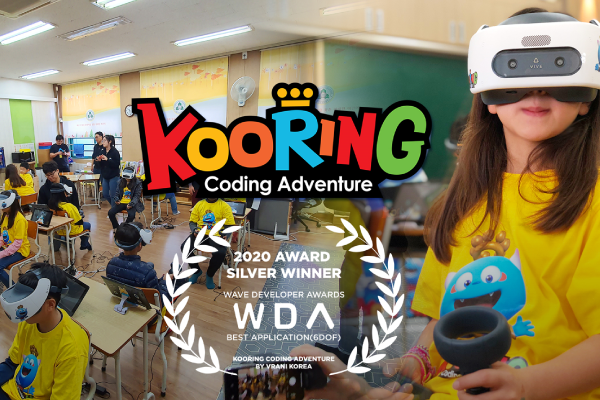 VIVE
KOORING
Coding Adventure
2020 AWARD
SILVER WINNER
WAVE DEVELOPER AWARDS
WDA
BEST APPLICATION(6DOF)
KOORING CODING ADVENTURE
BY VRANI KOREA